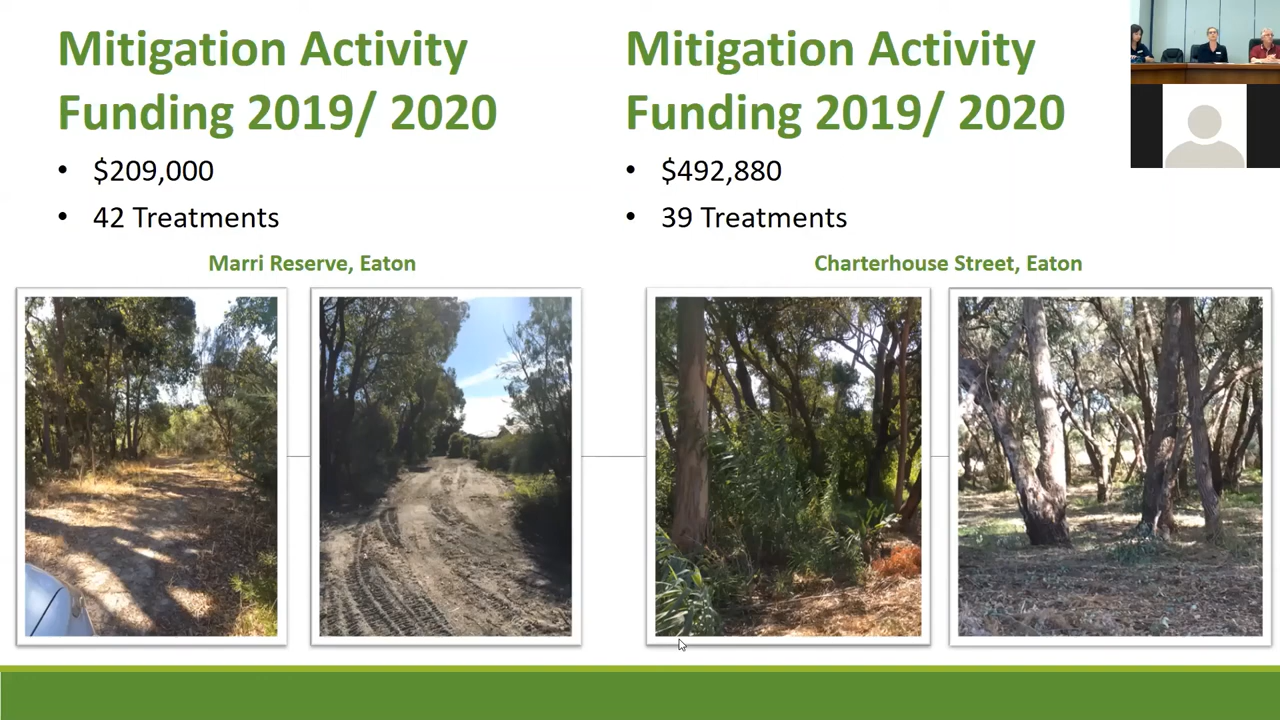 Mitigation Activity
Funding 2019/ 2020
• $209,000
• 42 Treatments
Marri Reserve, Eaton
Mitigation Activity
Funding 2019/ 2020
• $492,880
• 39 Treatments
Charterhouse Street, Eaton